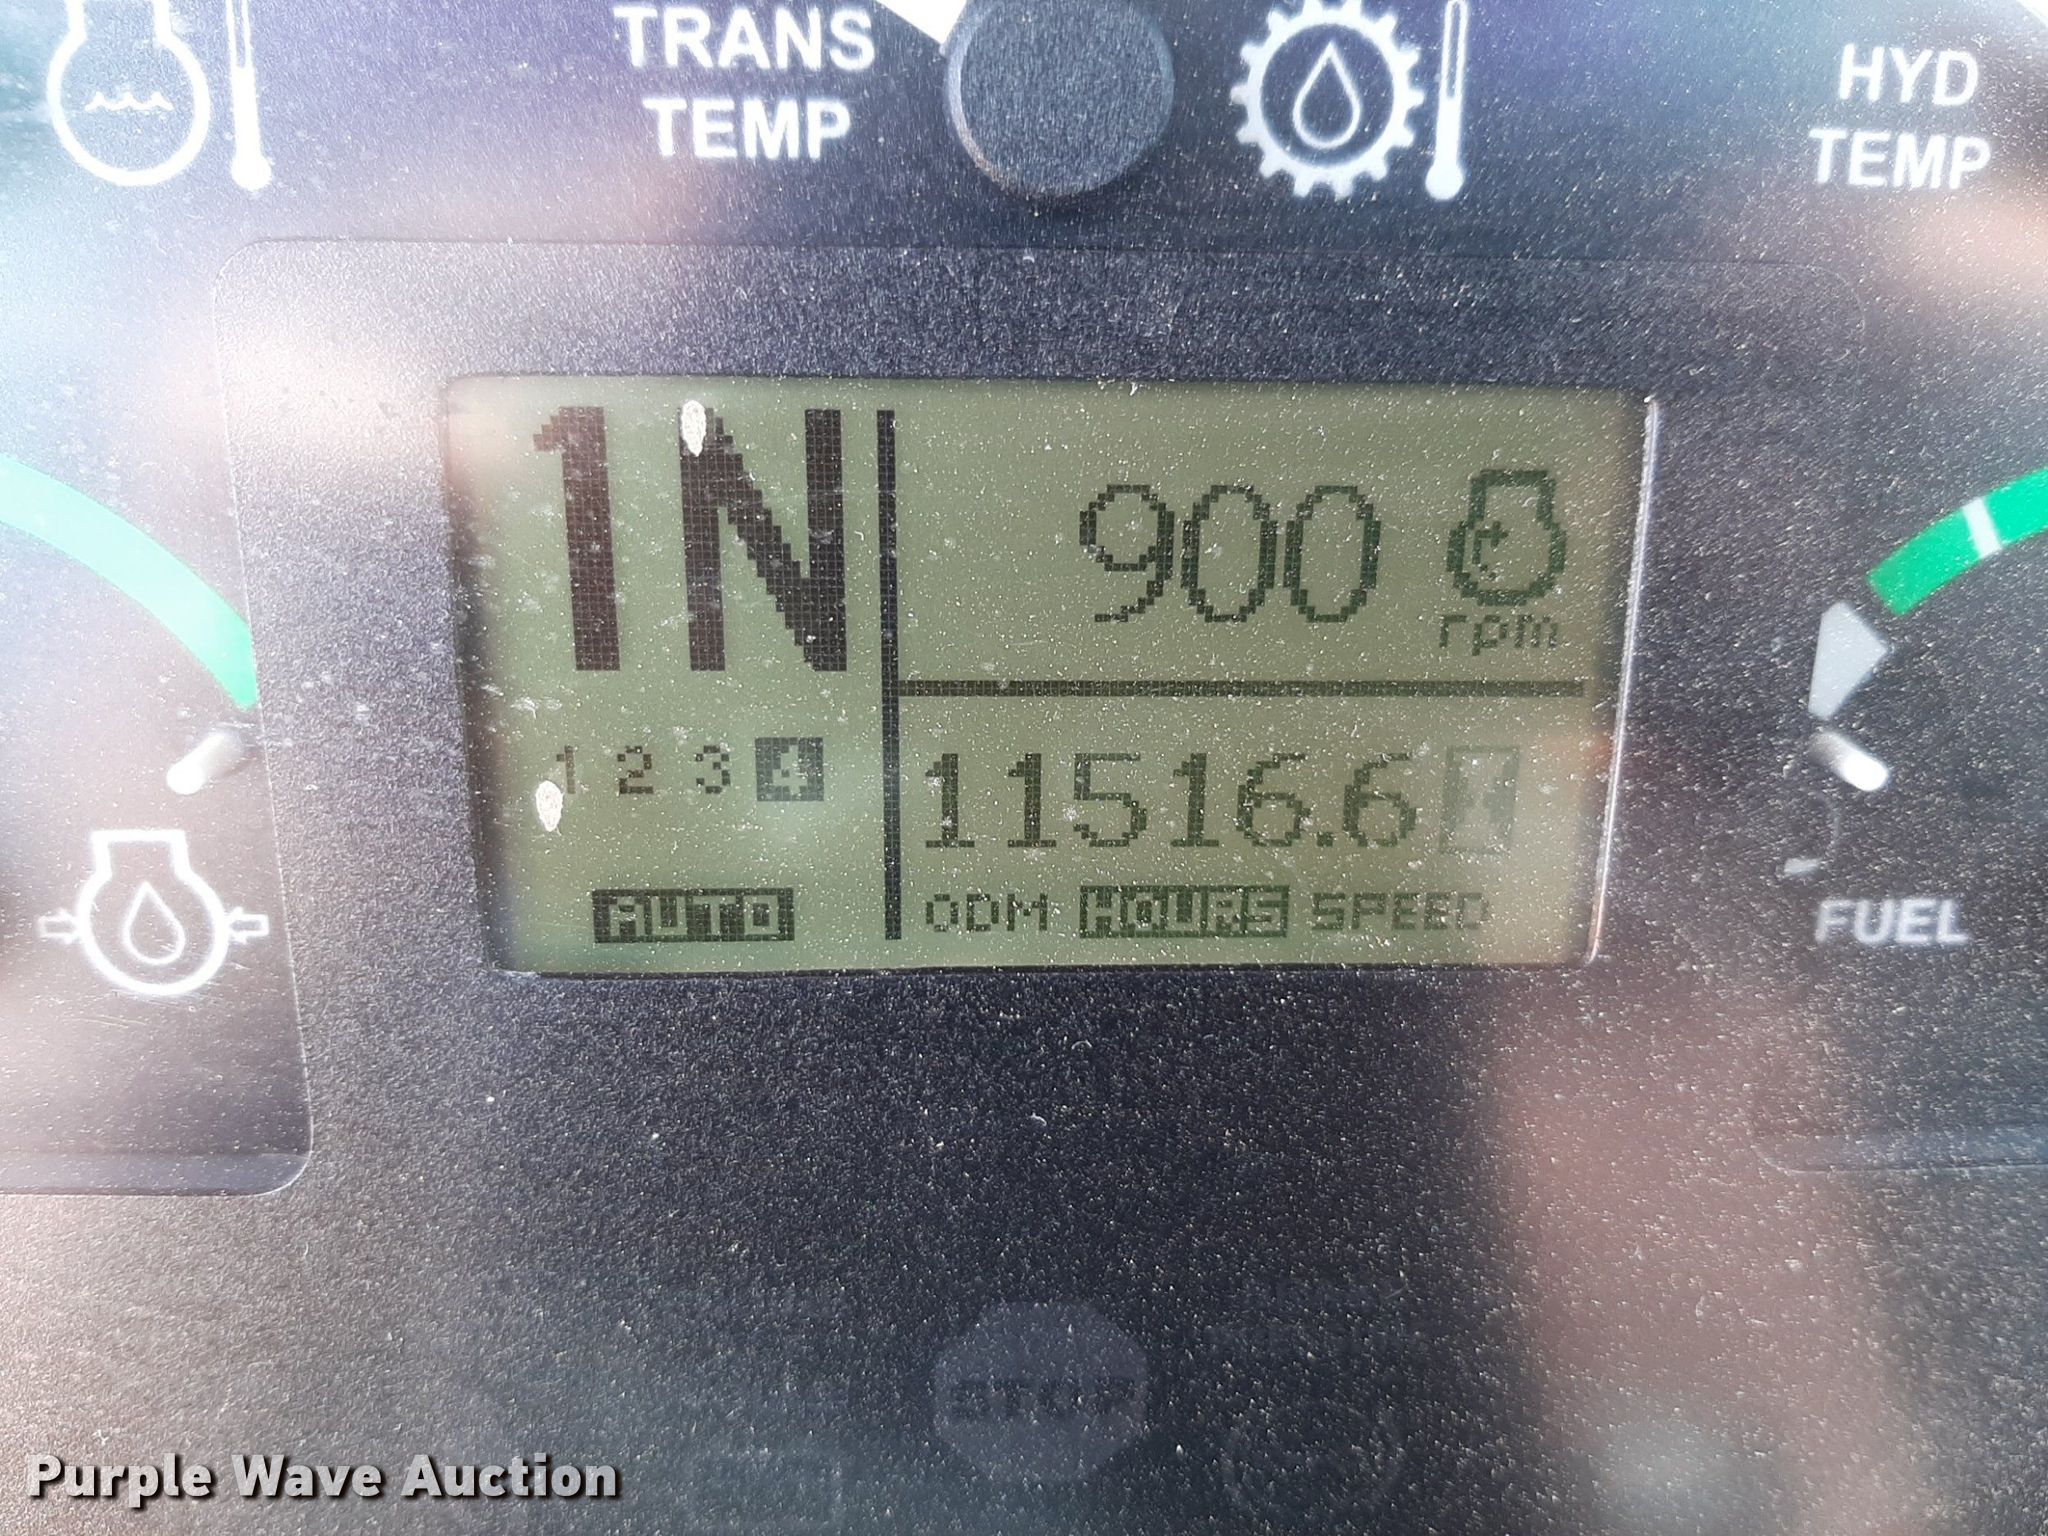 TRANS
TEMP
HYD
TEMP
1N
900
rpm
1 2 3 4
11516.6
AUTO
ODM HOURS SPEED
FUEL
STOP
Purple Wave Auction